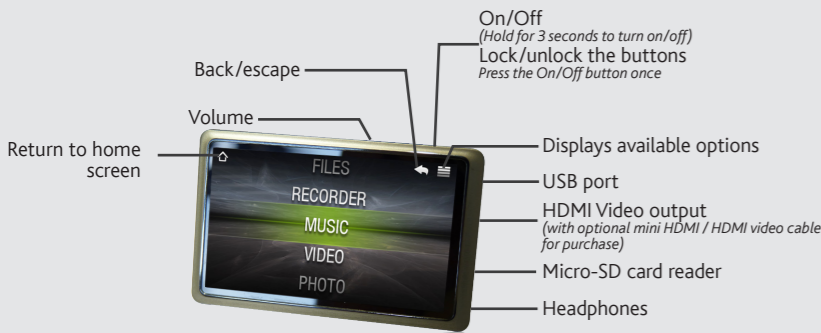 On/Off
(Hold for 3 seconds to turn on/off)
Lock/unlock the buttons
Press the On/Off button once
Back/escape
Volume
Return to home
screen
Displays available options
USB port
HDMI Video output
(with optional mini HDMI / HDMI video cable
for purchase)
Micro-SD card reader
Headphones
FILES
RECORDER
MUSIC
VIDEO
PHOTO